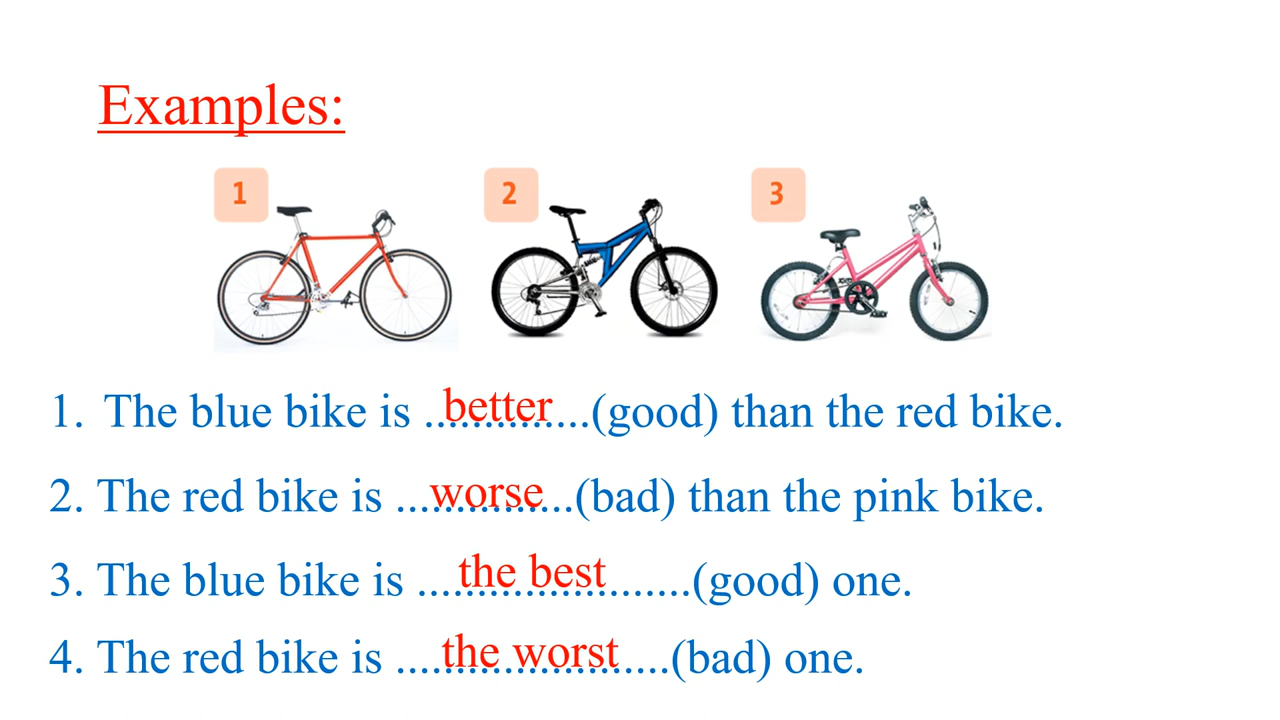 Examples:
1 2 3
1. The blue bike is ..............(good) than the red bike.
better
2. The red bike is ...............(bad) than the pink bike.
worse
3. The blue bike is .......................(good) one.
the best
4. The red bike is .......................(bad) one.
the worst